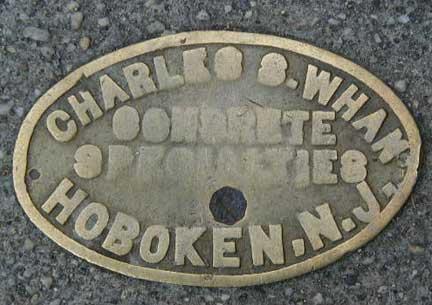 CHARLES S. WHAN
CONCRETE
SPECIALTIES
HOBOKEN, N.J.